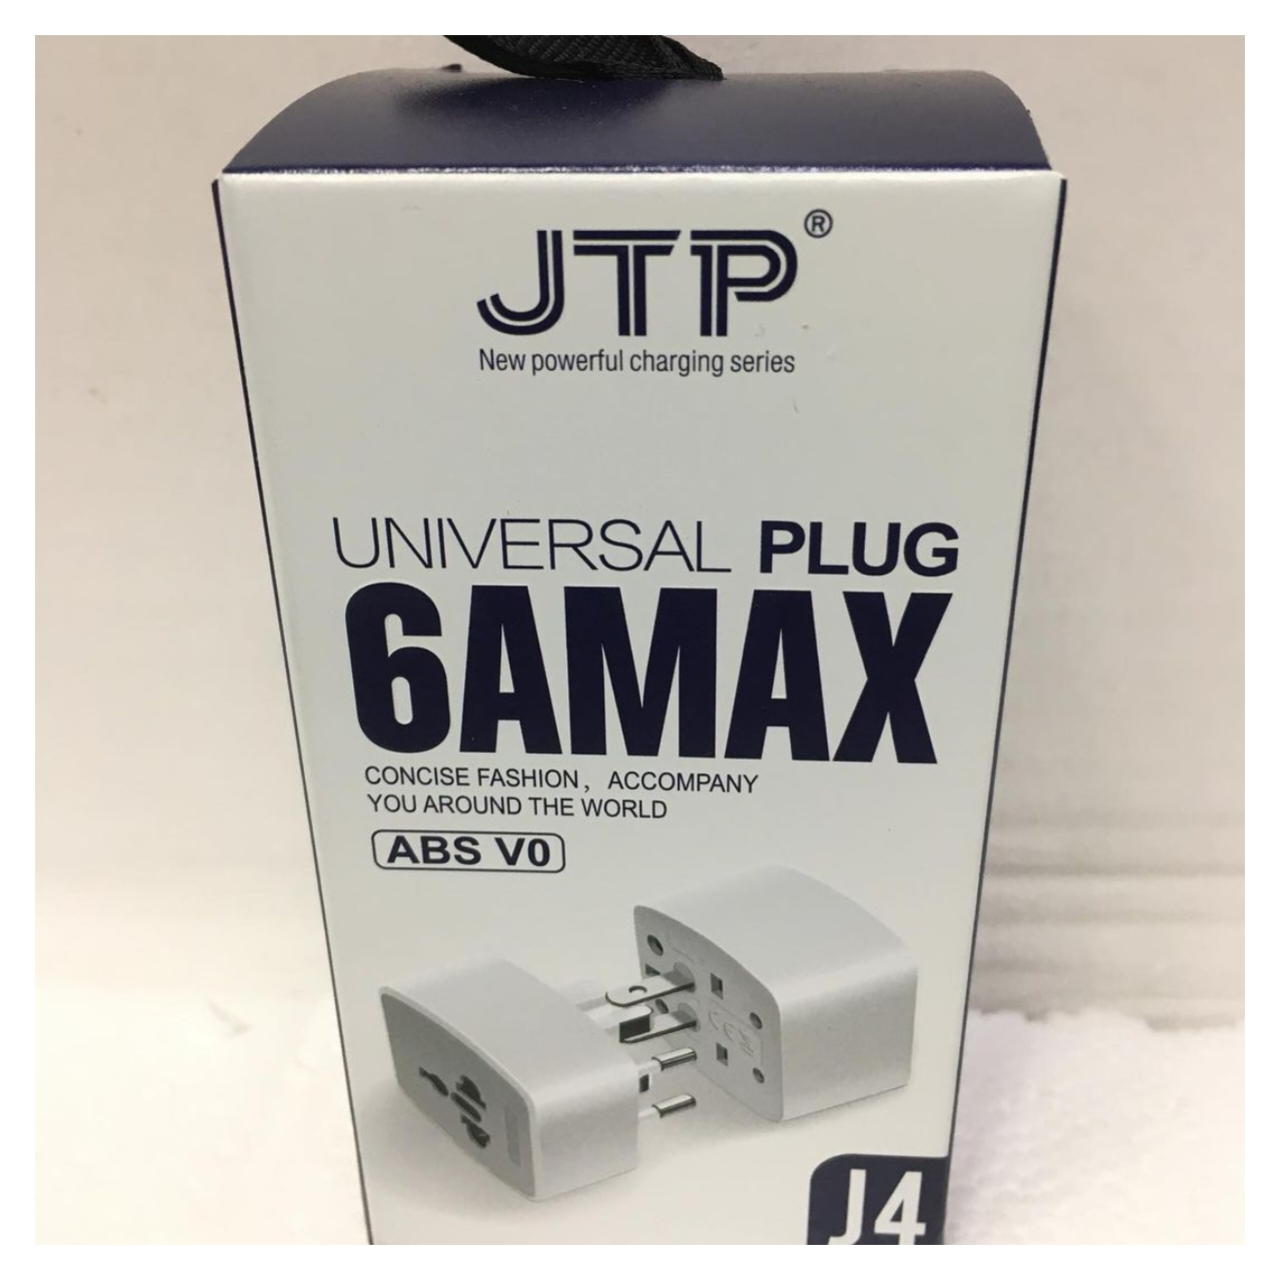 JTP®
New powerful charging series
UNIVERSAL PLUG
6AMAX
CONCISE FASHION, ACCOMPANY
YOU AROUND THE WORLD
ABS V0
J4